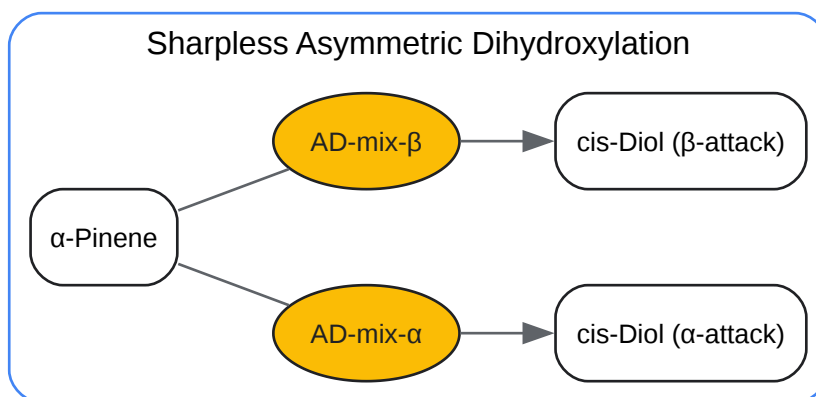 Sharpless Asymmetric Dihydroxylation
AD-mix-β
cis-Diol (β-attack)
α-Pinene
AD-mix-α
cis-Diol (α-attack)